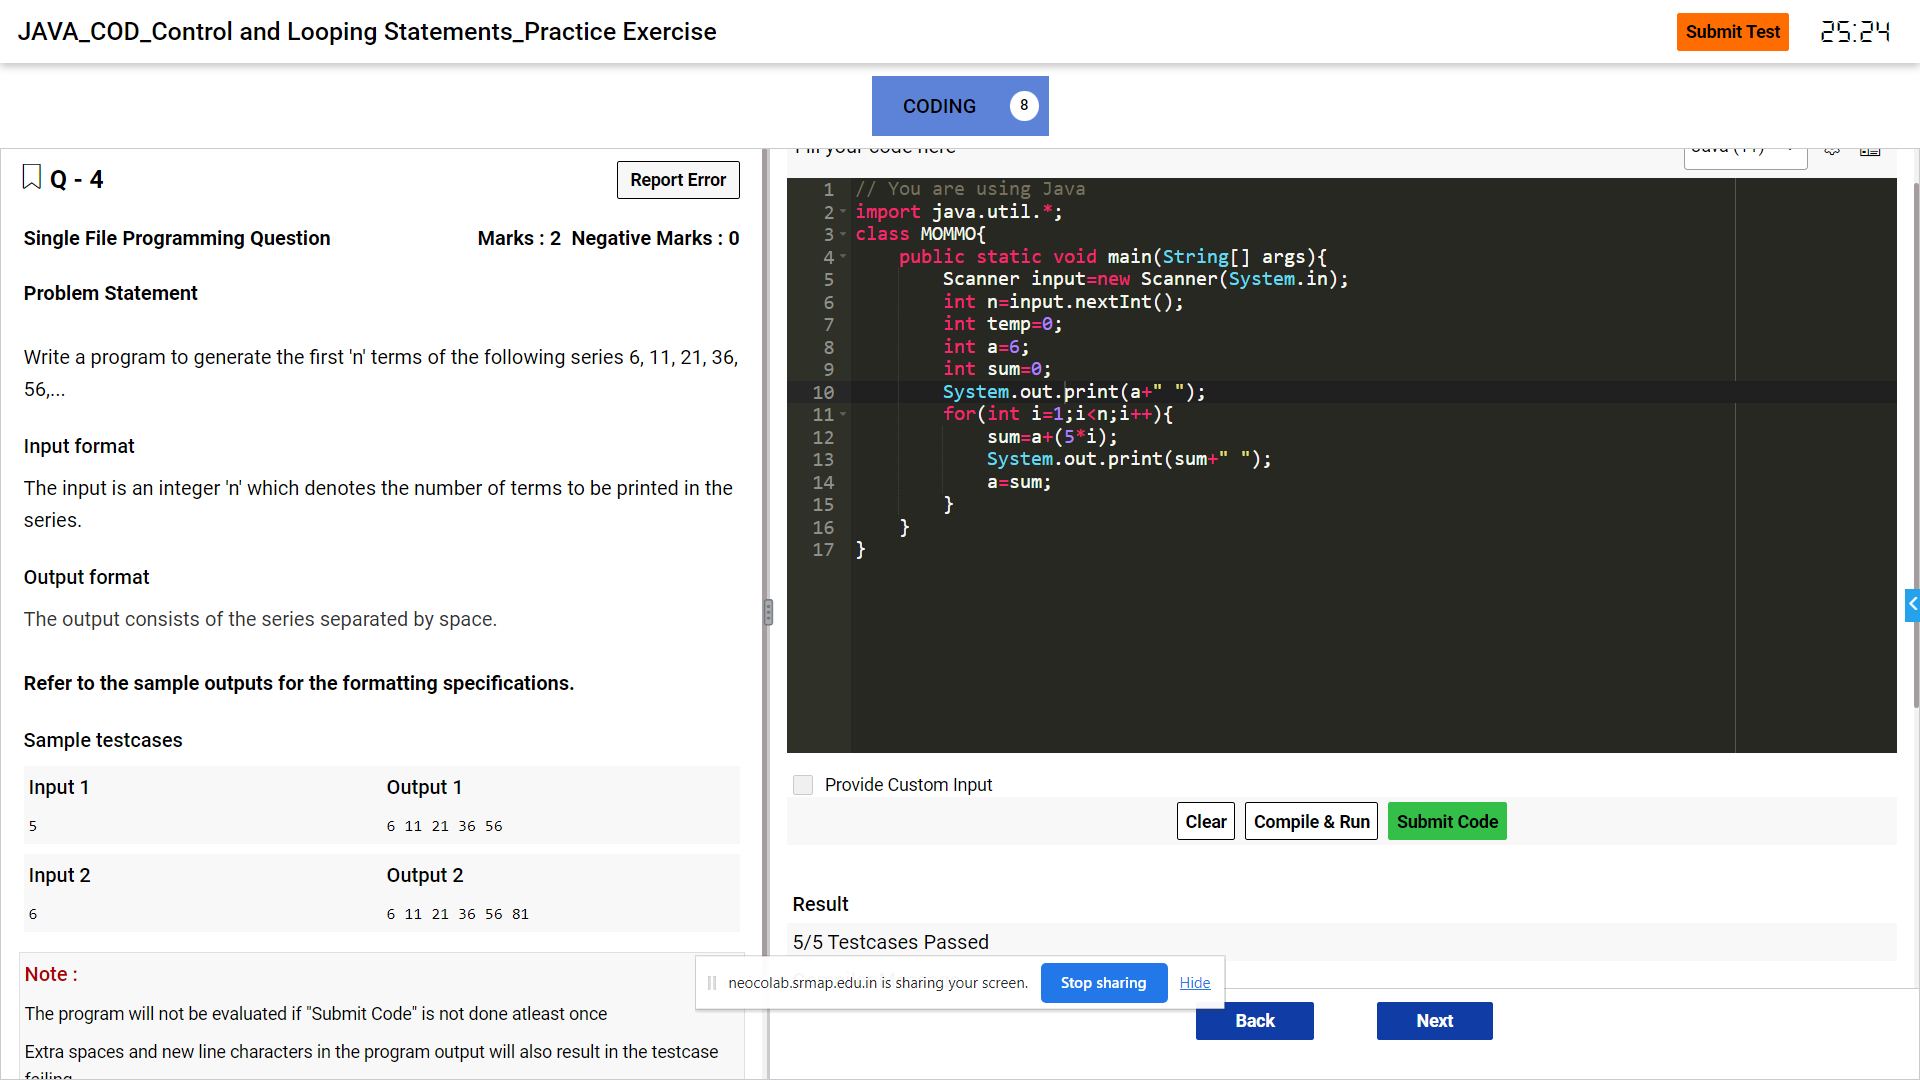 JAVA_COD_Control and Looping Statements_Practice Exercise
Submit Test
25:24
CODING 8
Q - 4
Report Error
Single File Programming Question
Marks : 2 Negative Marks : 0
Problem Statement
Write a program to generate the first 'n' terms of the following series 6, 11, 21, 36,
56,...
Input format
The input is an integer 'n' which denotes the number of terms to be printed in the
series.
Output format
The output consists of the series separated by space.
Refer to the sample outputs for the formatting specifications.
Sample testcases
Input 1 Output 1
5 6 11 21 36 56
Input 2 Output 2
6 6 11 21 36 56 81
Note :
The program will not be evaluated if "Submit Code" is not done atleast once
Extra spaces and new line characters in the program output will also result in the testcase
failing
Fill your code here
Java (11)
1 // You are using Java
2 import java.util.*;
3 class MOMMO{
4 public static void main(String[] args){
5 Scanner input=new Scanner(System.in);
6 int n=input.nextInt();
7 int temp=0;
8 int a=6;
9 int sum=0;
10 System.out.print(a+" ");
11 for(int i=1;i<n;i++){
12 sum=a+(5*i);
13 System.out.print(sum+" ");
14 a=sum;
15 }
16 }
17 }
Provide Custom Input
Clear
Compile & Run
Submit Code
Result
5/5 Testcases Passed
neocolab.srmap.edu.in is sharing your screen.
Stop sharing
Hide
Back
Next